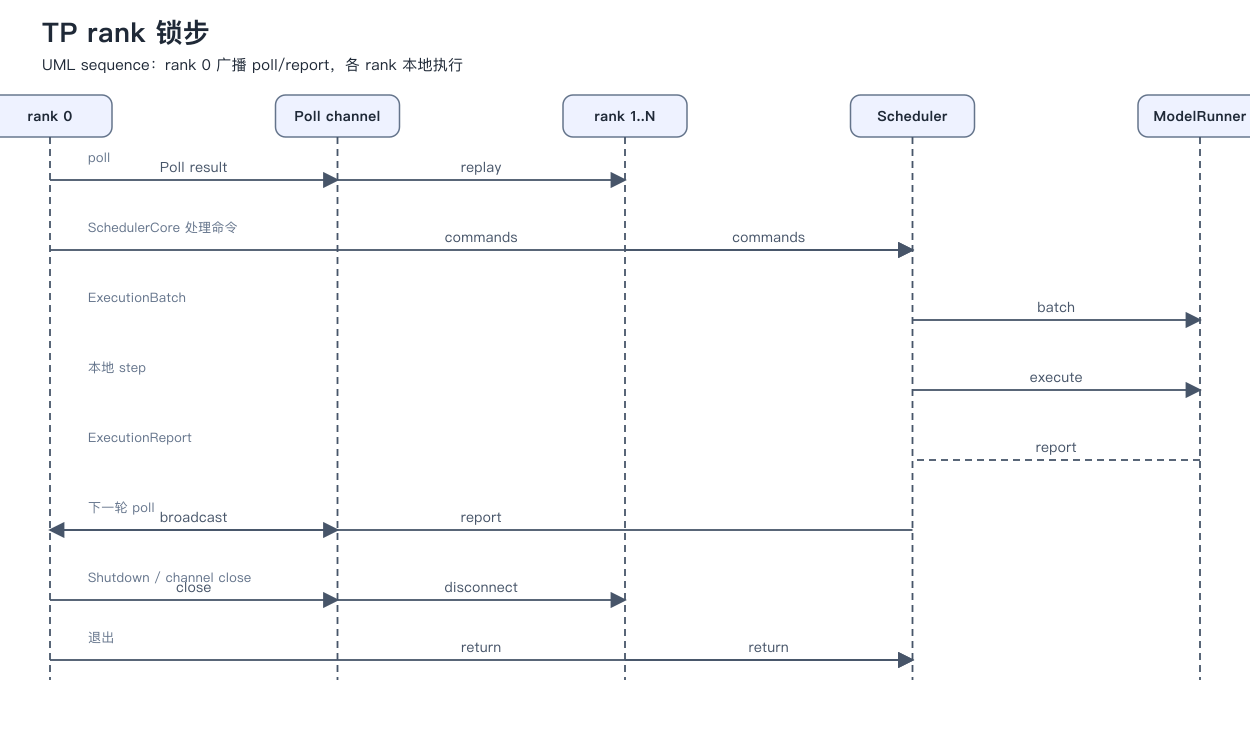 TP rank 锁步
UML sequence：rank 0 广播 poll/report，各 rank 本地执行
rank 0
Poll channel
rank 1..N
Scheduler
ModelRunner
poll
Poll result
replay
SchedulerCore 处理命令
commands
commands
ExecutionBatch
batch
本地 step
execute
ExecutionReport
report
下一轮 poll
broadcast
report
Shutdown / channel close
close
disconnect
退出
return
return